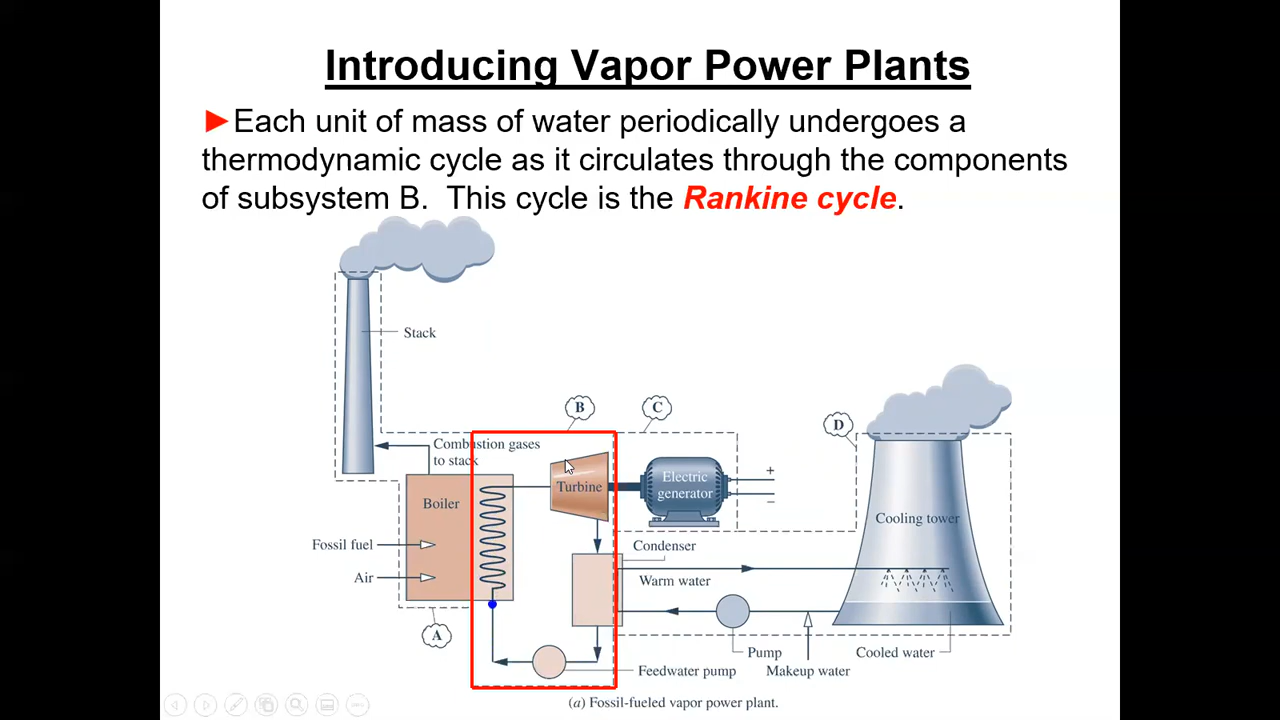 Introducing Vapor Power Plants
►Each unit of mass of water periodically undergoes a
thermodynamic cycle as it circulates through the components
of subsystem B. This cycle is the Rankine cycle.
Stack
B
C
D
Combustion gases
to stack
Boiler
Turbine
Electric
generator
+
–
Cooling tower
Fossil fuel
Air
Condenser
Warm water
A
Pump
Cooled water
Feedwater pump
Makeup water
(a) Fossil-fueled vapor power plant.